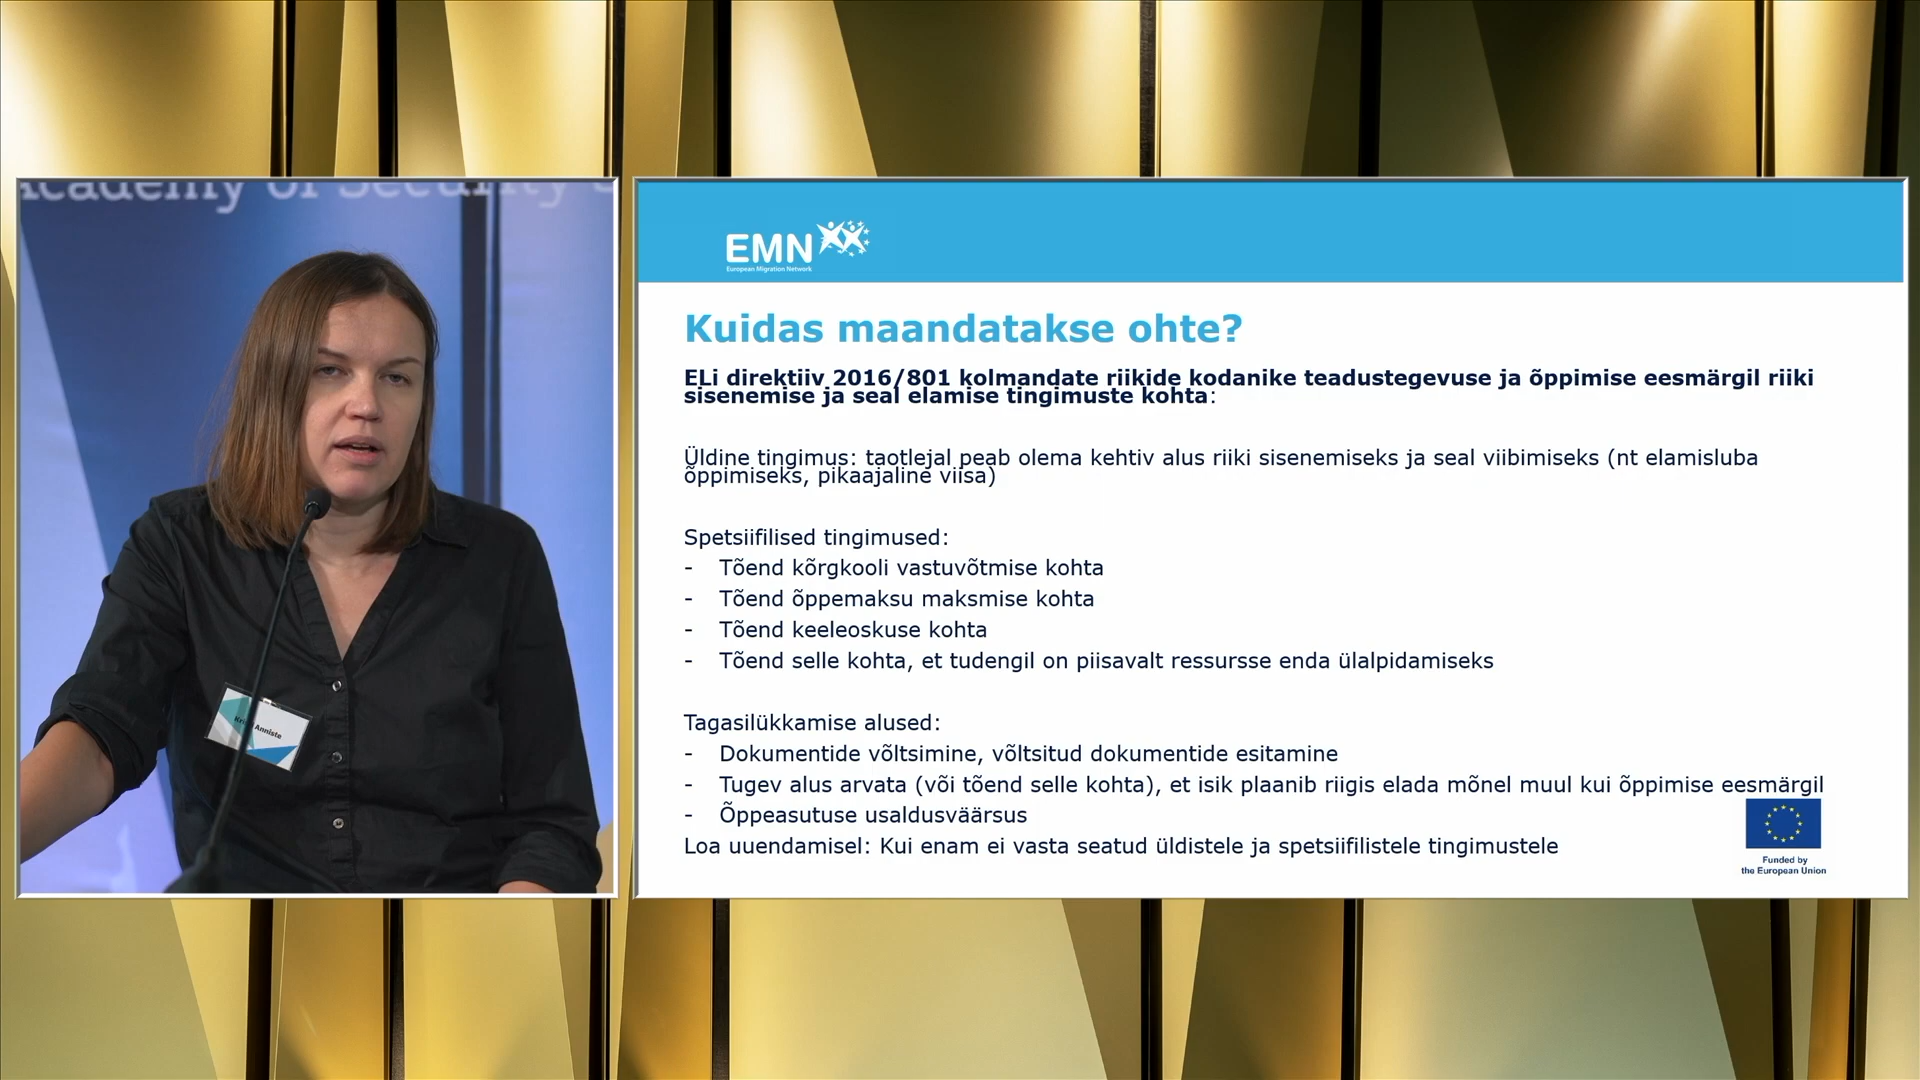 Academy of Security
Anniste
EMN
European Migration Network
Kuidas maandatakse ohte?
ELi direktiiv 2016/801 kolmandate riikide kodanike teadustegevuse ja õppimise eesmärgil riiki
sisenemise ja seal elamise tingimuste kohta:
Üldine tingimus: taotlejal peab olema kehtiv alus riiki sisenemiseks ja seal viibimiseks (nt elamisluba
õppimiseks, pikaajaline viisa)
Spetsiifilised tingimused:
- Tõend kõrgkooli vastuvõtmise kohta
- Tõend õppemaksu maksmise kohta
- Tõend keeleoskuse kohta
- Tõend selle kohta, et tudengil on piisavalt ressursse enda ülalpidamiseks
Tagasilükkamise alused:
- Dokumentide võltsimine, võltsitud dokumentide esitamine
- Tugev alus arvata (või tõend selle kohta), et isik plaanib riigis elada mõnel muul kui õppimise eesmärgil
- Õppeasutuse usaldusväärsus
Loa uuendamisel: Kui enam ei vasta seatud üldistele ja spetsiifilistele tingimustele
Funded by
the European Union